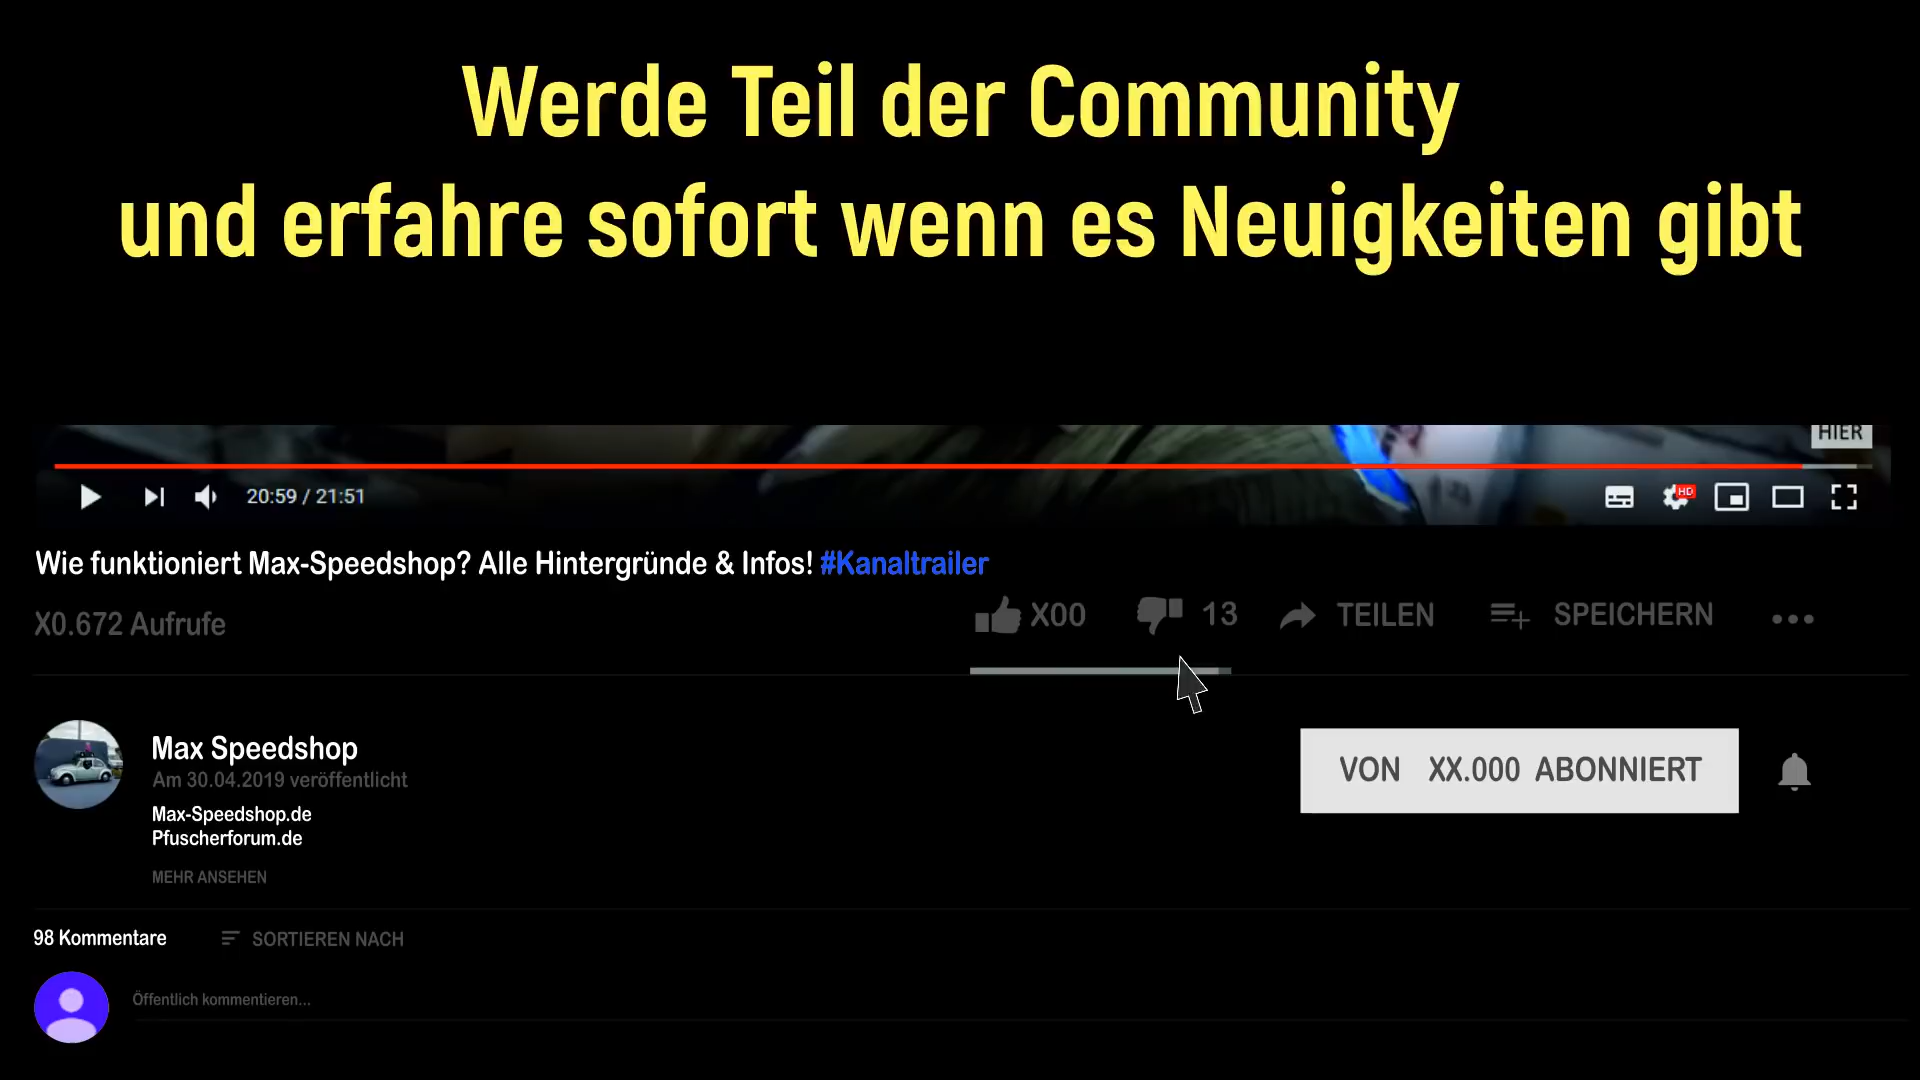 Werde Teil der Community
und erfahre sofort wenn es Neuigkeiten gibt
HIER
20:59 / 21:51
HD
Wie funktioniert Max-Speedshop? Alle Hintergründe & Infos! #Kanaltrailer
X0.672 Aufrufe
X00 13 TEILEN SPEICHERN
Max Speedshop
Am 30.04.2019 veröffentlicht
VON XX.000 ABONNIERT
Max-Speedshop.de
Pfuscherforum.de
MEHR ANSEHEN
98 Kommentare SORTIEREN NACH
Öffentlich kommentieren...